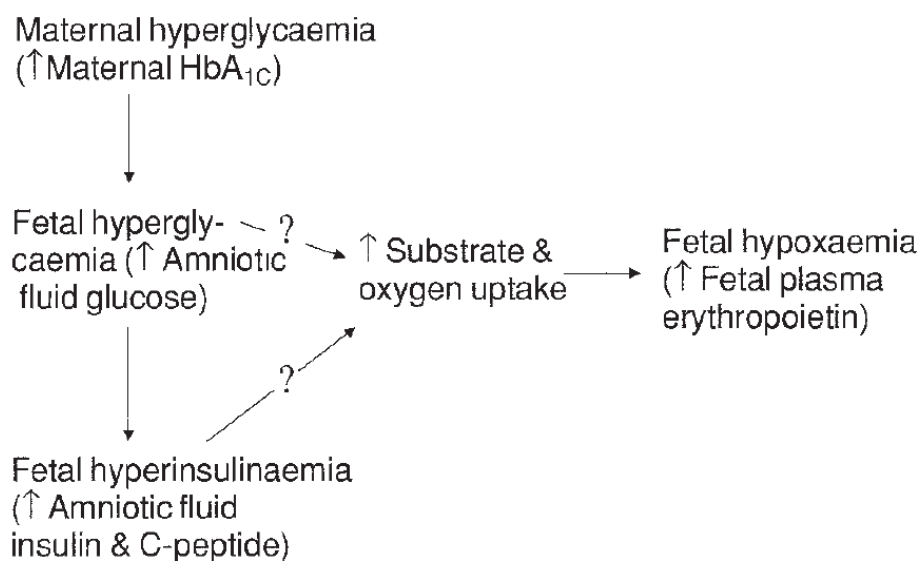 Maternal hyperglycaemia
(↑Maternal HbA1C)
Fetal hypergly-
caemia (↑ Amniotic
fluid glucose)
?
↑ Substrate &
oxygen uptake
Fetal hypoxaemia
(↑ Fetal plasma
erythropoietin)
?
Fetal hyperinsulinaemia
(↑ Amniotic fluid
insulin & C-peptide)